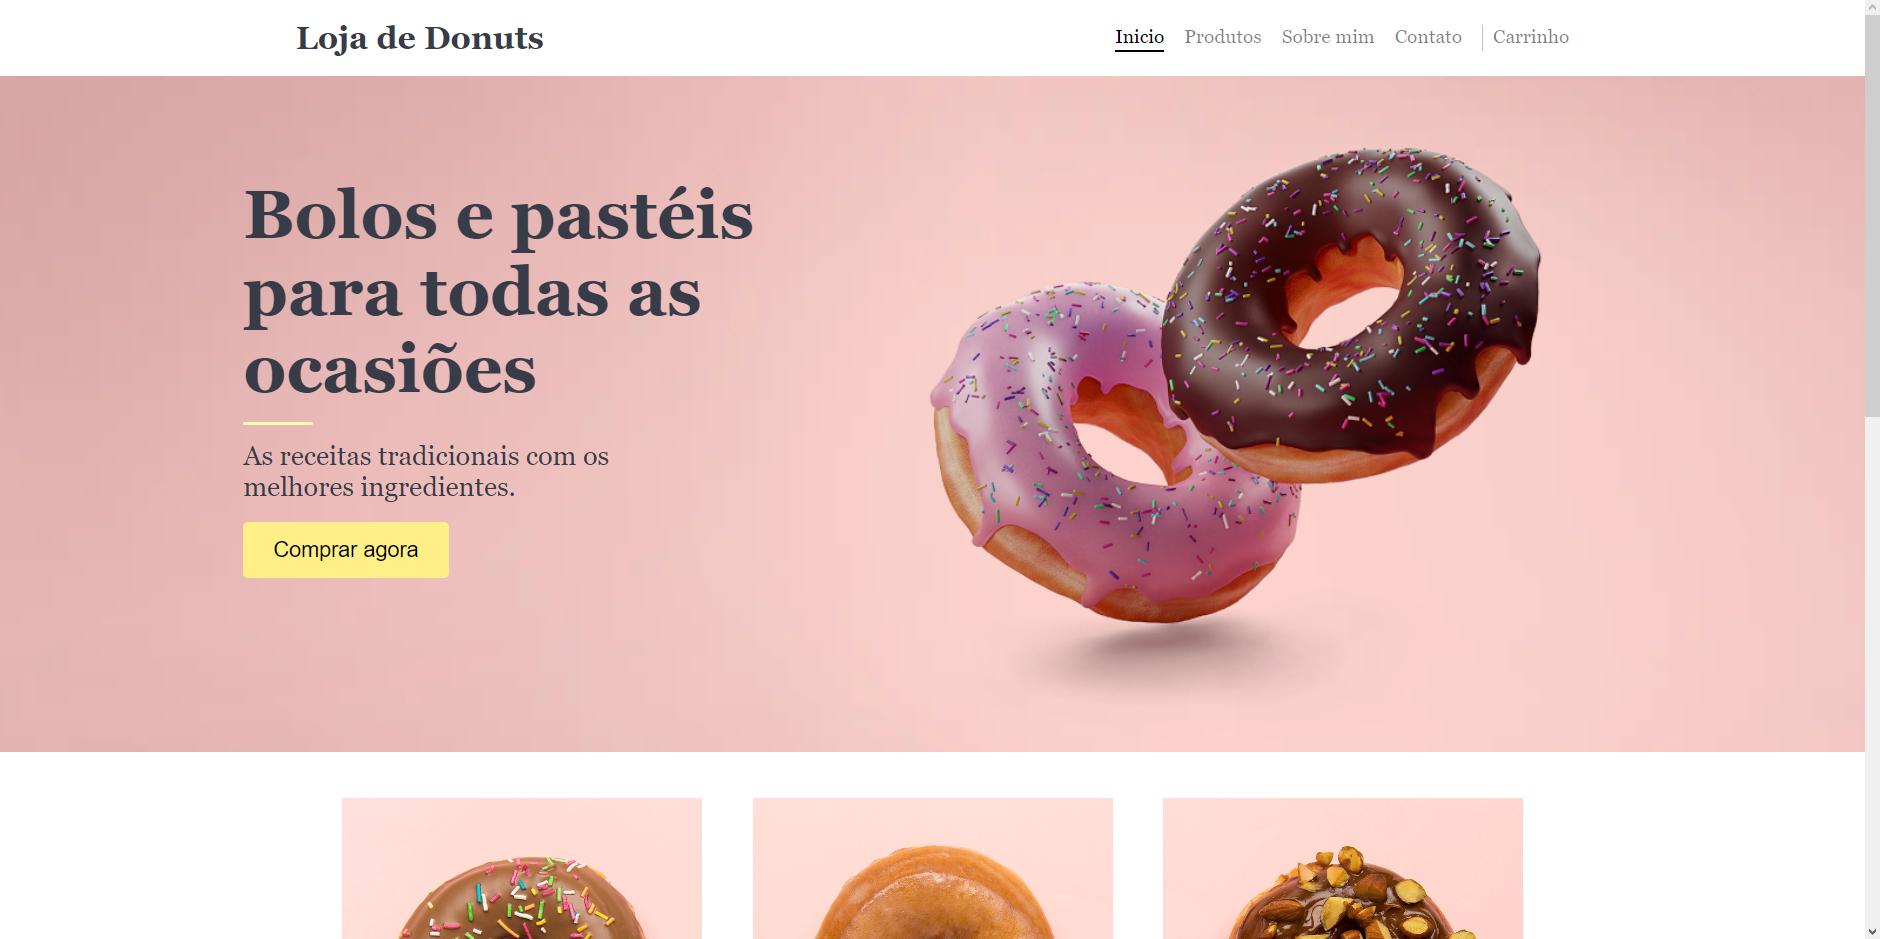 Loja de Donuts
Inicio
Produtos
Sobre mim
Contato
Carrinho
Bolos e pastéis
para todas as
ocasiões
As receitas tradicionais com os
melhores ingredientes.
Comprar agora